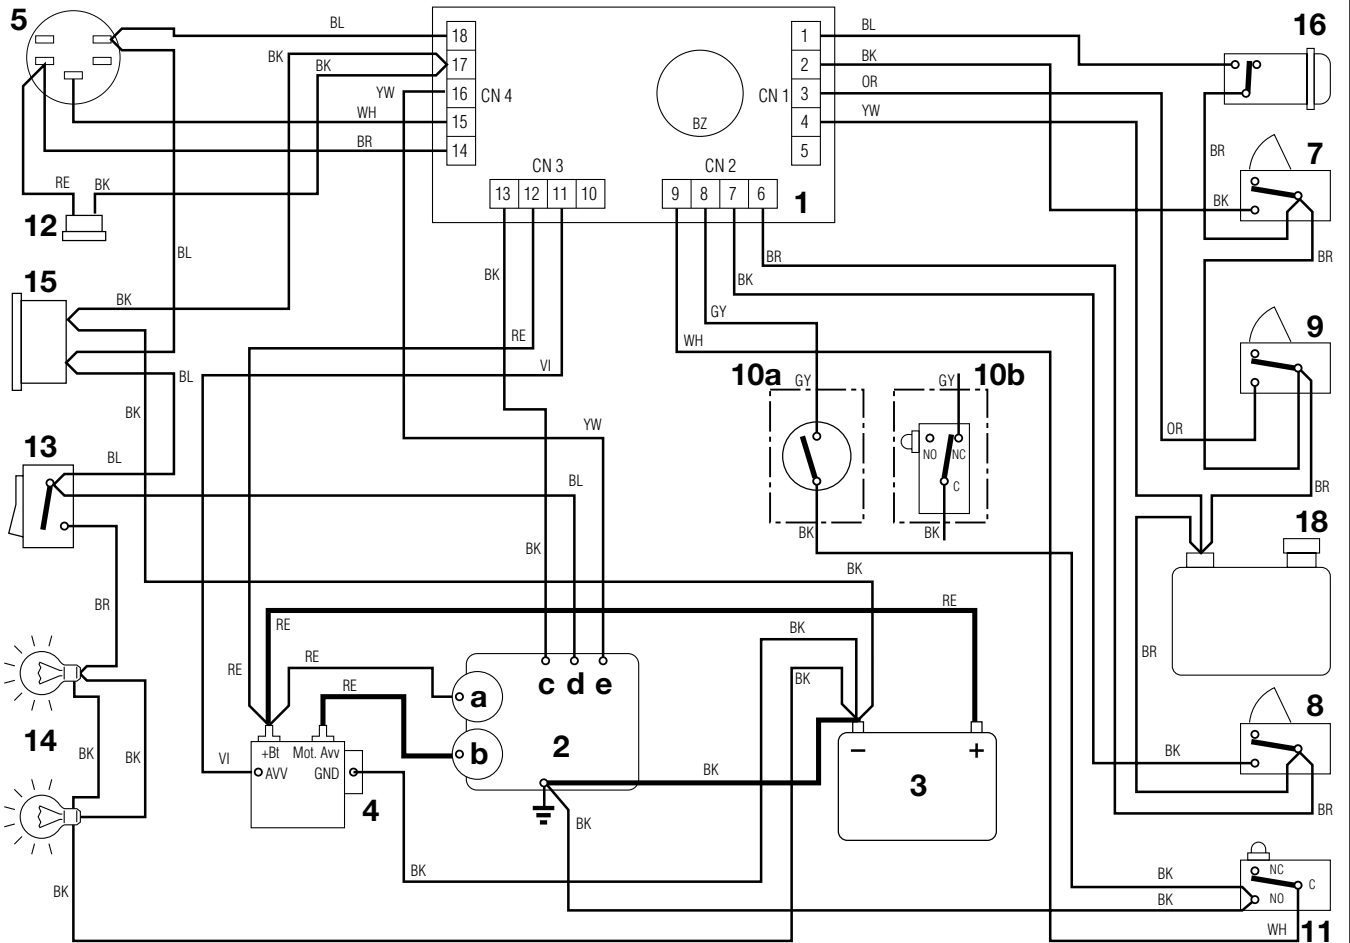 5
BL
18
1
BL
16
BK
BK
17
2
BK
YW
16
CN 4
CN 1
3
OR
WH
15
BZ
4
YW
BR
14
5
BR
7
CN 3
CN 2
RE
BK
13
12
11
10
9
8
7
6
1
BK
12
BL
BR
BR
15
BK
BK
BK
GY
RE
WH
9
VI
BL
10a
GY
GY
10b
BK
YW
OR
13
NO
NC
BL
BL
C
BR
18
BK
BK
BK
BK
BR
RE
RE
BK
BR
RE
RE
c
d
e
BK
RE
a
8
14
BK
BK
+Bt
Mot. Avv
b
2
–
+
BK
VI
AVV
GND
BK
3
4
BK
BR
BK
BK
NC
BK
C
BK
BK
NO
WH
11